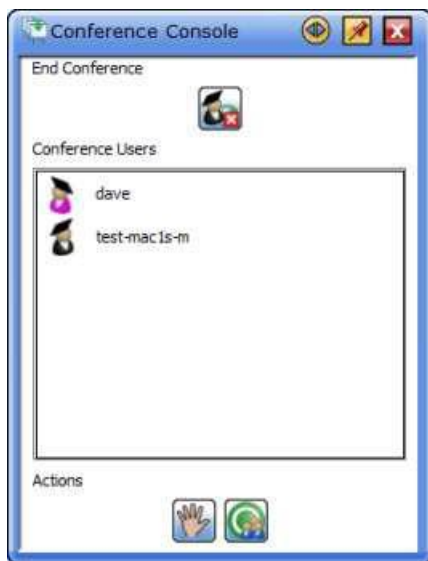 Conference Console
End Conference
Conference Users
dave
test-mac1s-m
Actions